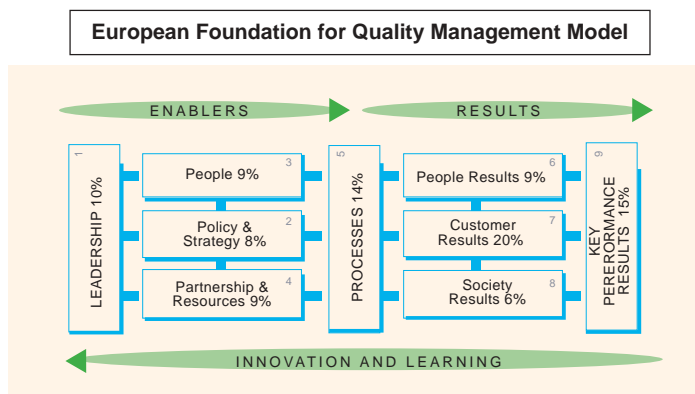 European Foundation for Quality Management Model
ENABLERS
RESULTS
1
LEADERSHIP 10%
3
People 9%
2
Policy &
Strategy 8%
4
Partnership &
Resources 9%
5
PROCESSES 14%
6
People Results 9%
7
Customer
Results 20%
8
Society
Results 6%
9
KEY
PERERORMANCE
RESULTS 15%
INNOVATION AND LEARNING